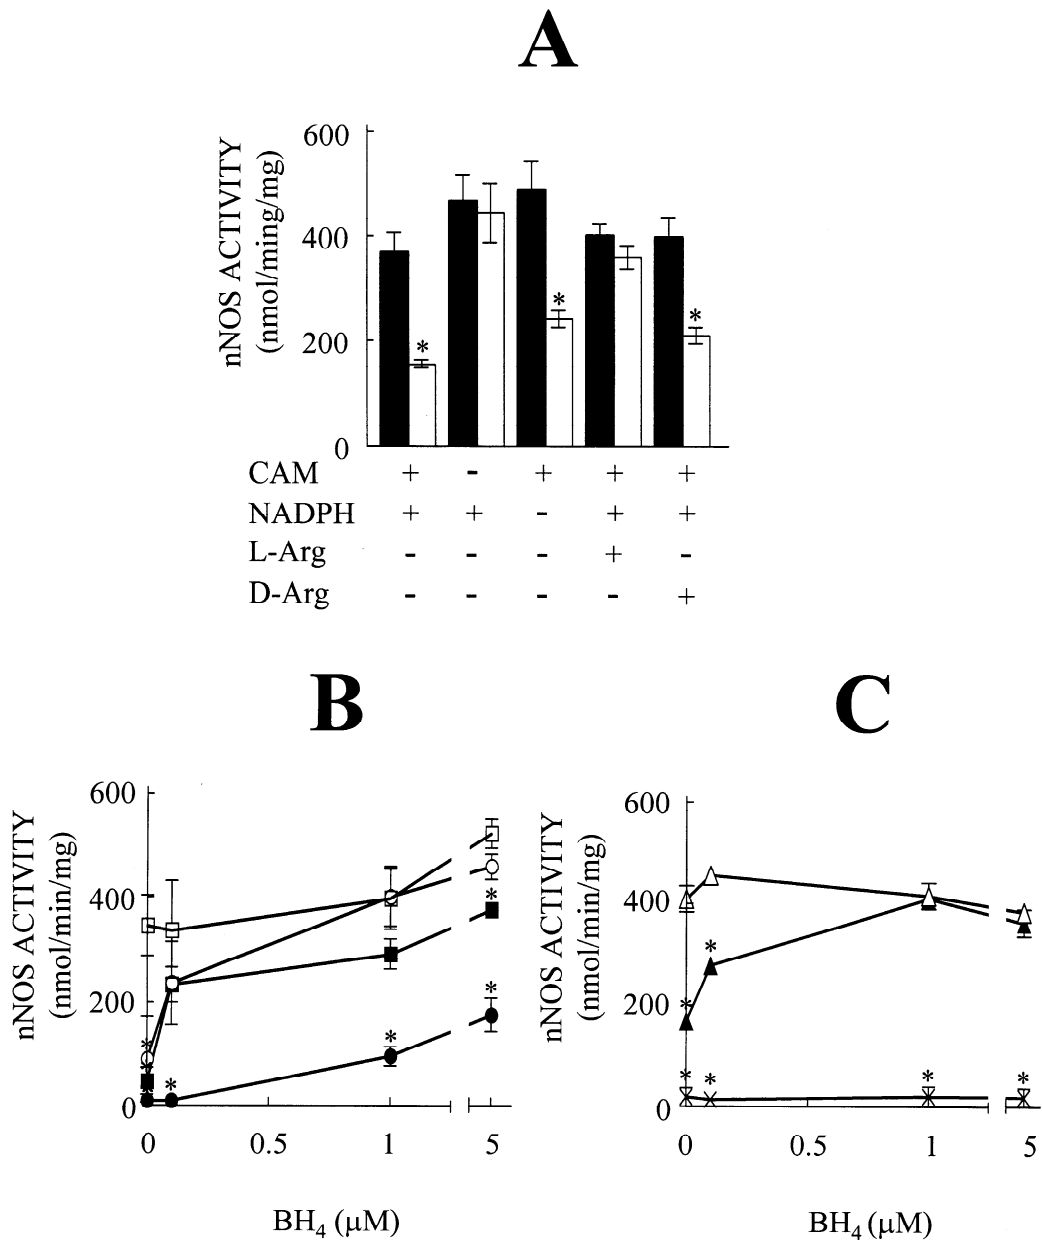 A
nNOS ACTIVITY
(nmol/ming/mg)
600
400
200
0
* * *
CAM + - + + +
NADPH + + - + +
L-Arg - - - + -
D-Arg - - - - +
B
nNOS ACTIVITY
(nmol/min/mg)
600
400
200
0
* * * * * * *
0 0.5 1 5
BH₄ (μM)
C
nNOS ACTIVITY
(nmol/min/mg)
600
400
200
0
* *
* * * *
0 0.5 1 5
BH₄ (μM)